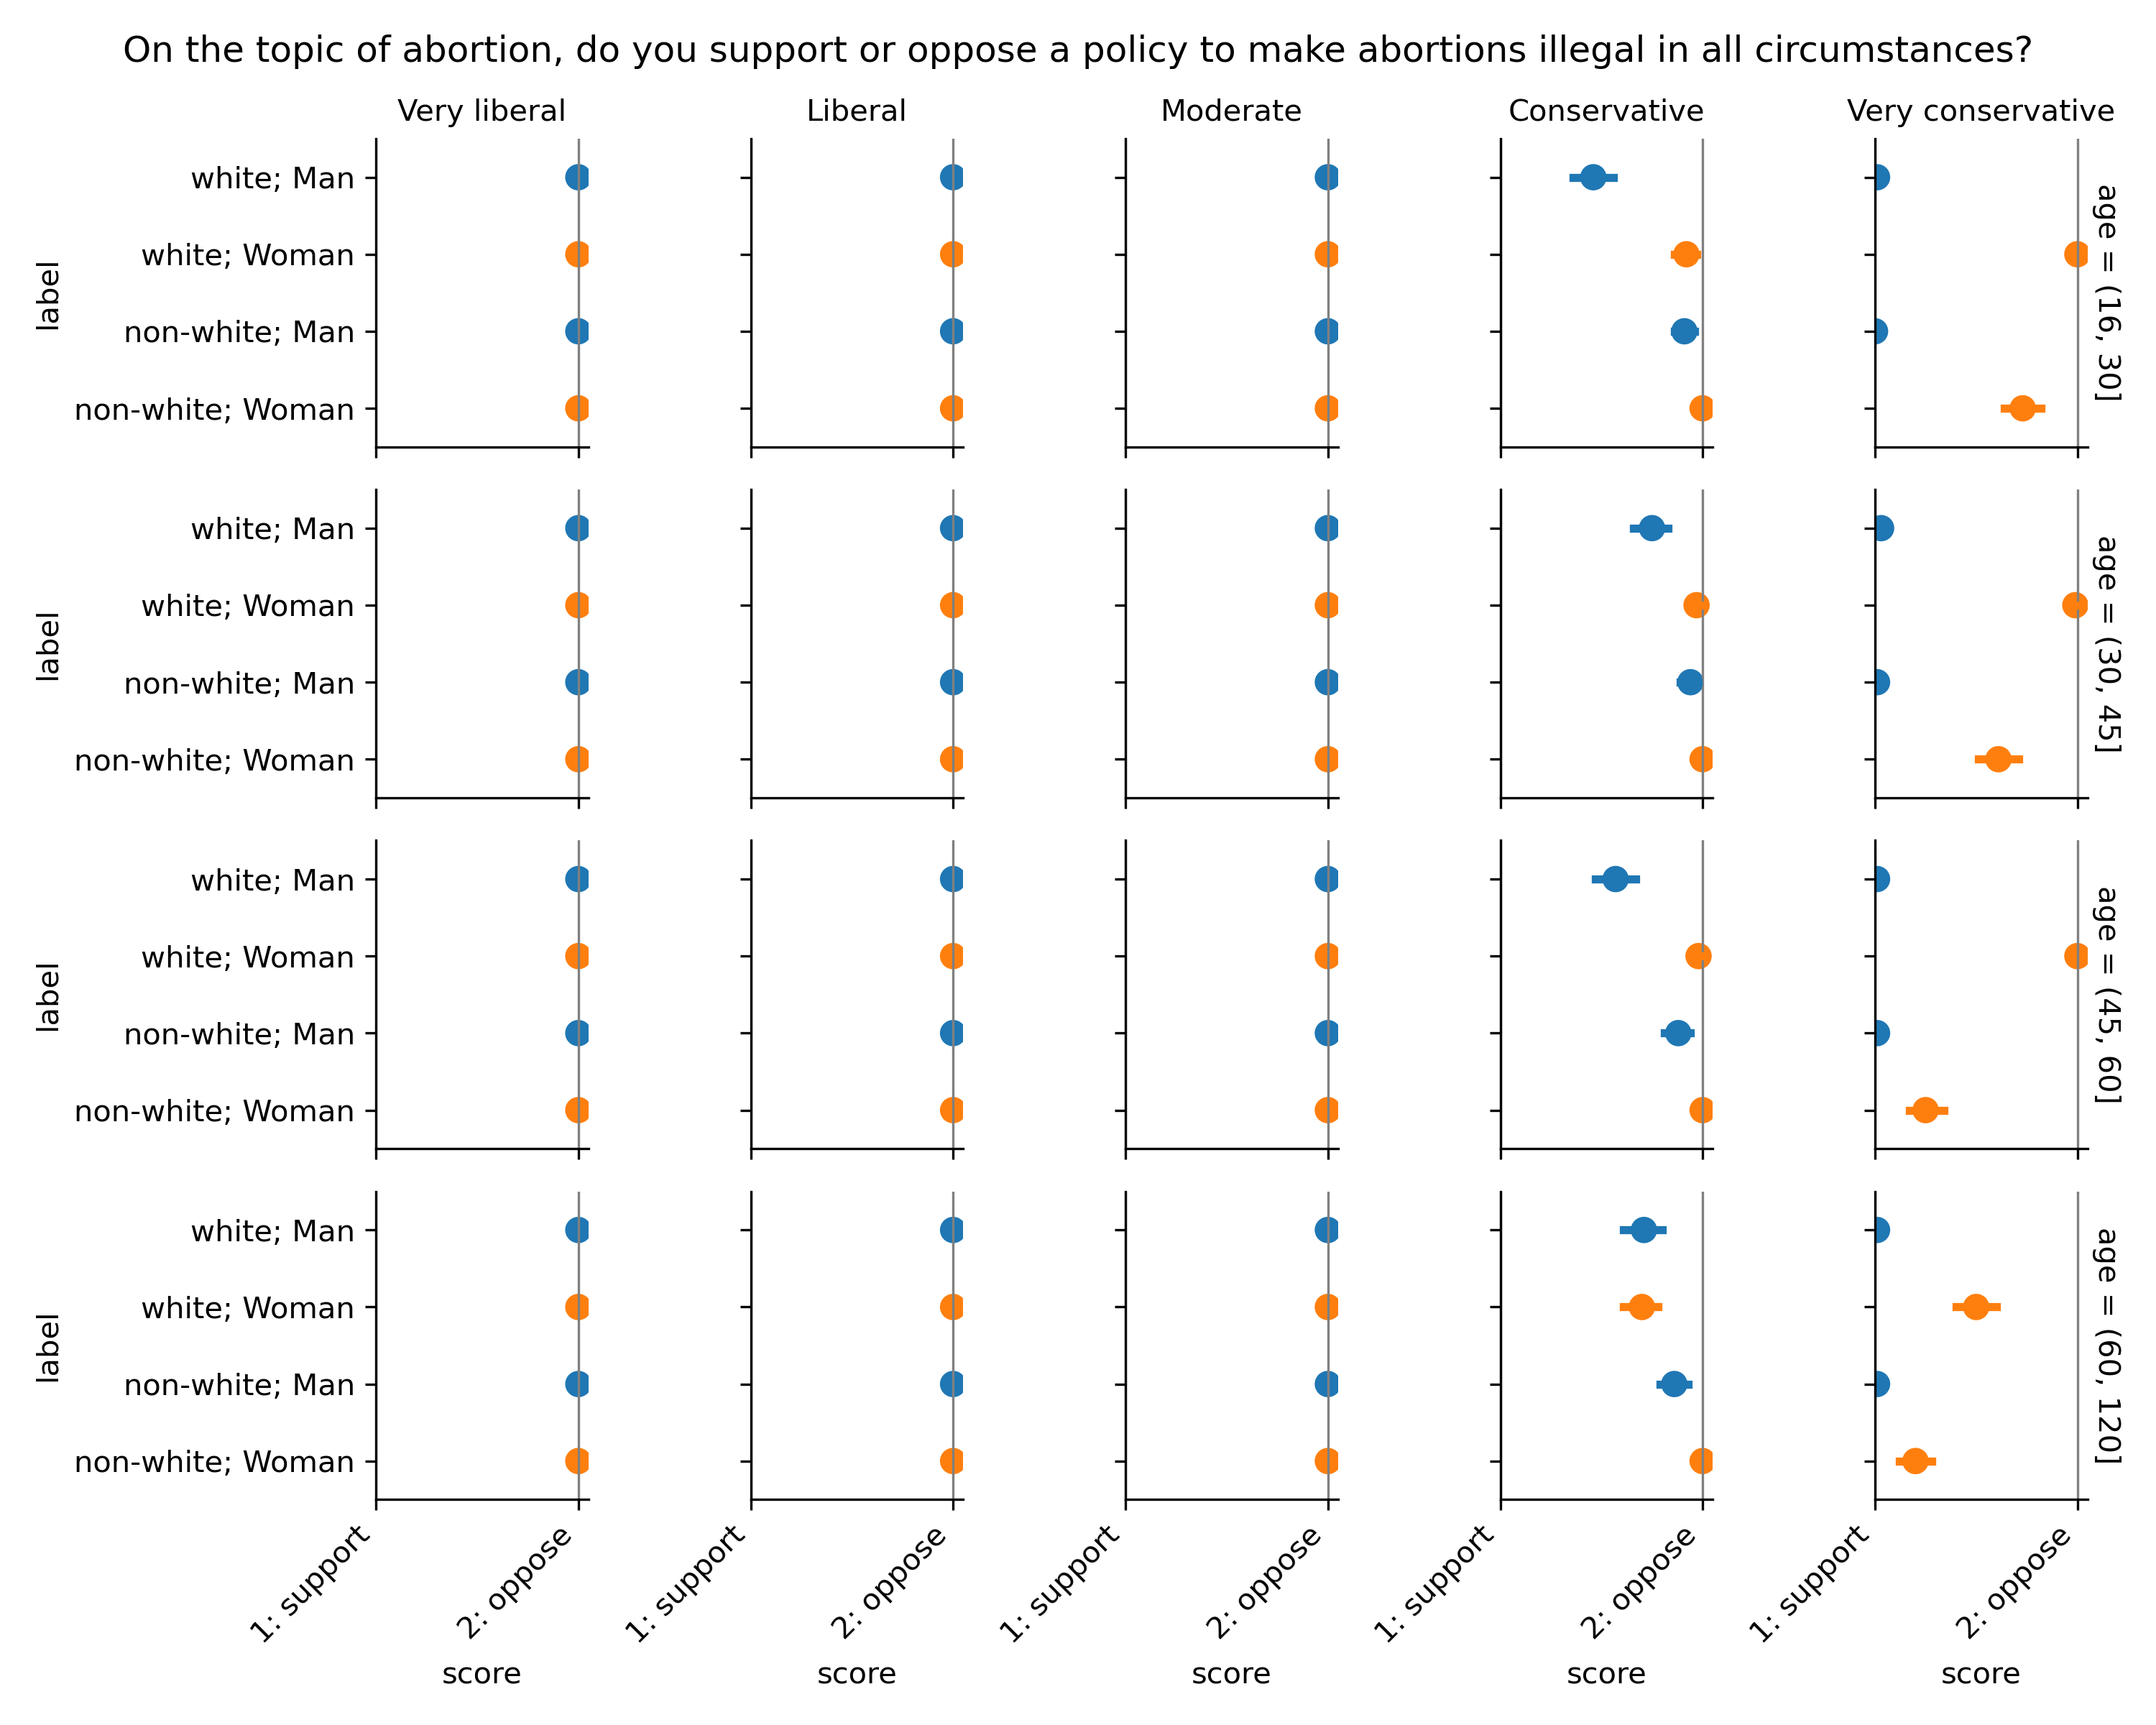 On the topic of abortion, do you support or oppose a policy to make abortions illegal in all circumstances?
Very liberal
Liberal
Moderate
Conservative
Very conservative
label
white; Man
white; Woman
non-white; Man
non-white; Woman
age = (16, 30]
label
white; Man
white; Woman
non-white; Man
non-white; Woman
age = (30, 45]
label
white; Man
white; Woman
non-white; Man
non-white; Woman
age = (45, 60]
label
white; Man
white; Woman
non-white; Man
non-white; Woman
age = (60, 120]
1: support
2: oppose
1: support
2: oppose
1: support
2: oppose
1: support
2: oppose
1: support
2: oppose
score
score
score
score
score